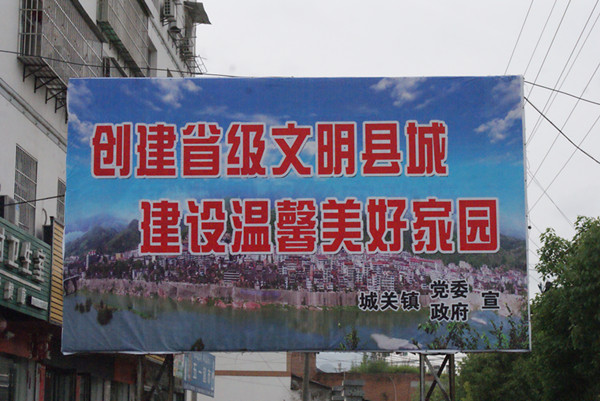 创建省级文明县城
建设温馨美好家园
城关镇 党委 政府 宣